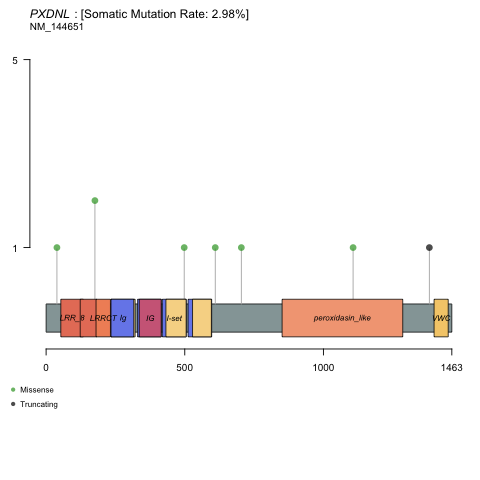 PXDNL : [Somatic Mutation Rate: 2.98%]
NM_144651
5
1
LRR_8 LRRCT Ig IG I-set peroxidasin_like VWC
0 500 1000 1463
Missense
Truncating